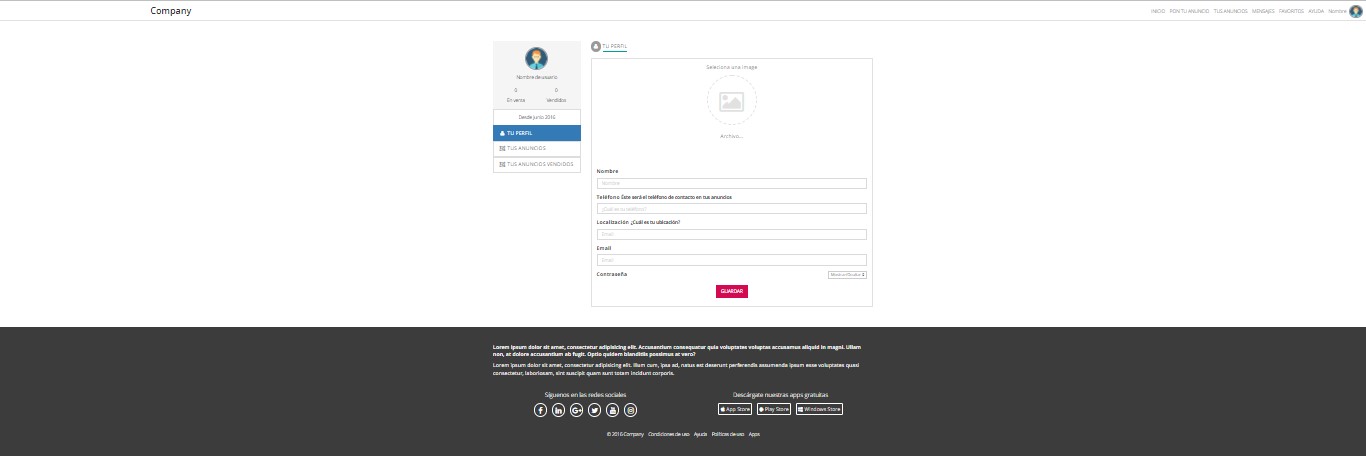 Company
INICIO PON TU ANUNCIO TUS ANUNCIOS MENSAJES FAVORITOS AYUDA Nombre
Nombre de usuario
0 0
En venta Vendidos
Desde junio 2016
TU PERFIL
TUS ANUNCIOS
TUS ANUNCIOS VENDIDOS
TU PERFIL
Seleciona una image
Archivo...
Nombre
Nombre
Teléfono Este será el teléfono de contacto en tus anuncios
¿Cuál es su teléfono?
Localización ¿Cuál es tu ubicación?
Email
Email
Email
Contraseña
Mostrar/Ocultar
GUARDAR
Lorem ipsum dolor sit amet, consectetur adipisicing elit. Accusantium consequatur quia voluptates voluptas accusamus aliquid in magni. Ullam
non, at dolore accusantium ab fugit. Optio quidem blanditiis possimus at vero?
Lorem ipsum dolor sit amet, consectetur adipisicing elit. Illum cum, ipsa ad, natus est deserunt perferendis assumenda ipsum esse voluptates quasi
consectetur, laboriosam, sint suscipit quam sunt totam incidunt corporis.
Síguenos en las redes sociales
Descárgate nuestras apps gratuitas
App Store Play Store Windows Store
© 2016 Company Condiciones de uso Ayuda Políticas de uso Apps